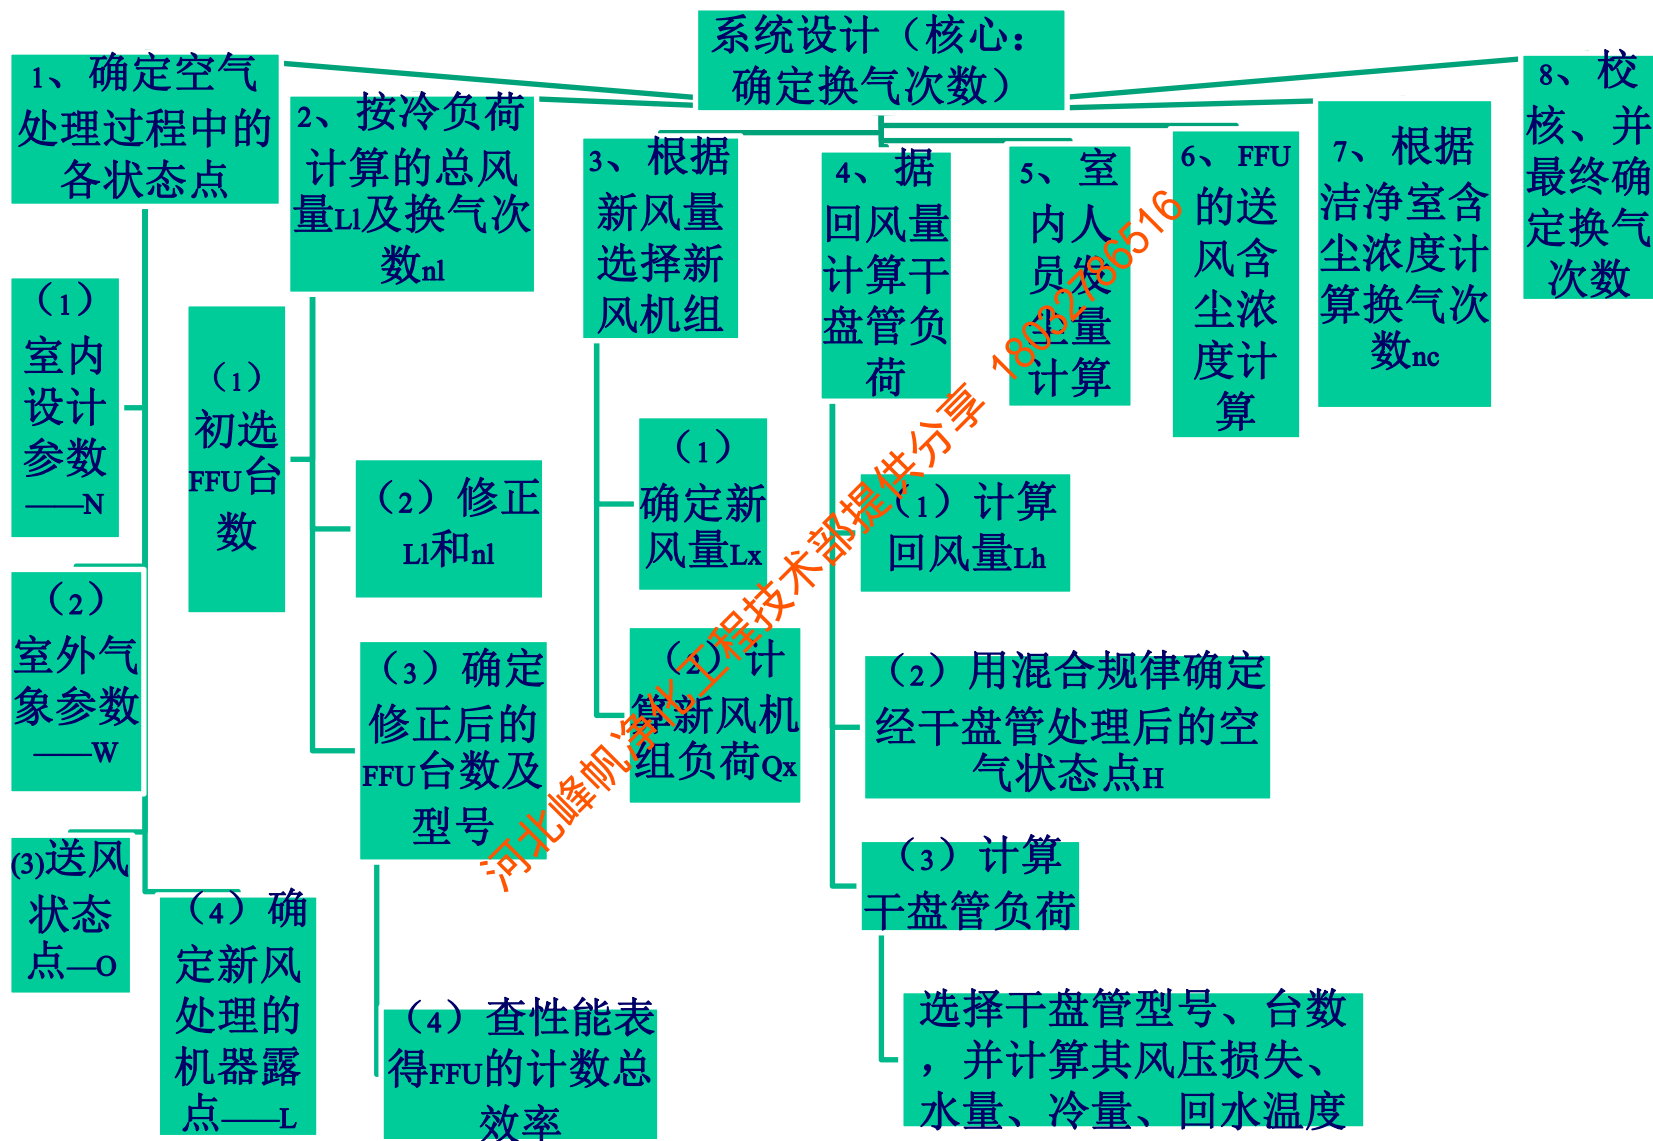 系统设计（核心：
确定换气次数）
1、确定空气
处理过程中的
各状态点
（1）
室内
设计
参数
——N
（2）
室外气
象参数
——W
(3)送风
状态
点—O
（4）确
定新风
处理的
机器露
点——L
2、按冷负荷
计算的总风
量Ll及换气次
数nl
（1）
初选
FFU台
数
（2）修正
Ll和nl
（3）确定
修正后的
FFU台数及
型号
（4）查性能表
得FFU的计数总
效率
3、根据
新风量
选择新
风机组
（1）
确定新
风量Lx
（2）计
算新风机
组负荷Qx
4、据
回风量
计算干
盘管负
荷
（1）计算
回风量Lh
（2）用混合规律确定
经干盘管处理后的空
气状态点H
（3）计算
干盘管负荷
选择干盘管型号、台数
，并计算其风压损失、
水量、冷量、回水温度
5、室
内人
员发
尘量
计算
6、FFU
的送
风含
尘浓
度计
算
7、根据
洁净室含
尘浓度计
算换气次
数nc
8、校
核、并
最终确
定换气
次数
河北峰帆净化工程技术部提供分享 18032786516